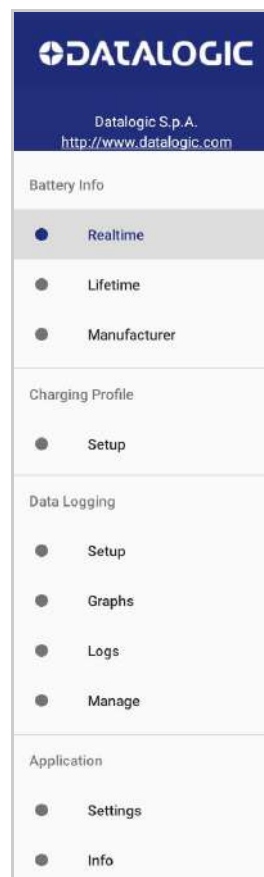 DATALOGIC
Datalogic S.p.A.
http://www.datalogic.com
Battery Info
Realtime
Lifetime
Manufacturer
Charging Profile
Setup
Data Logging
Setup
Graphs
Logs
Manage
Application
Settings
Info